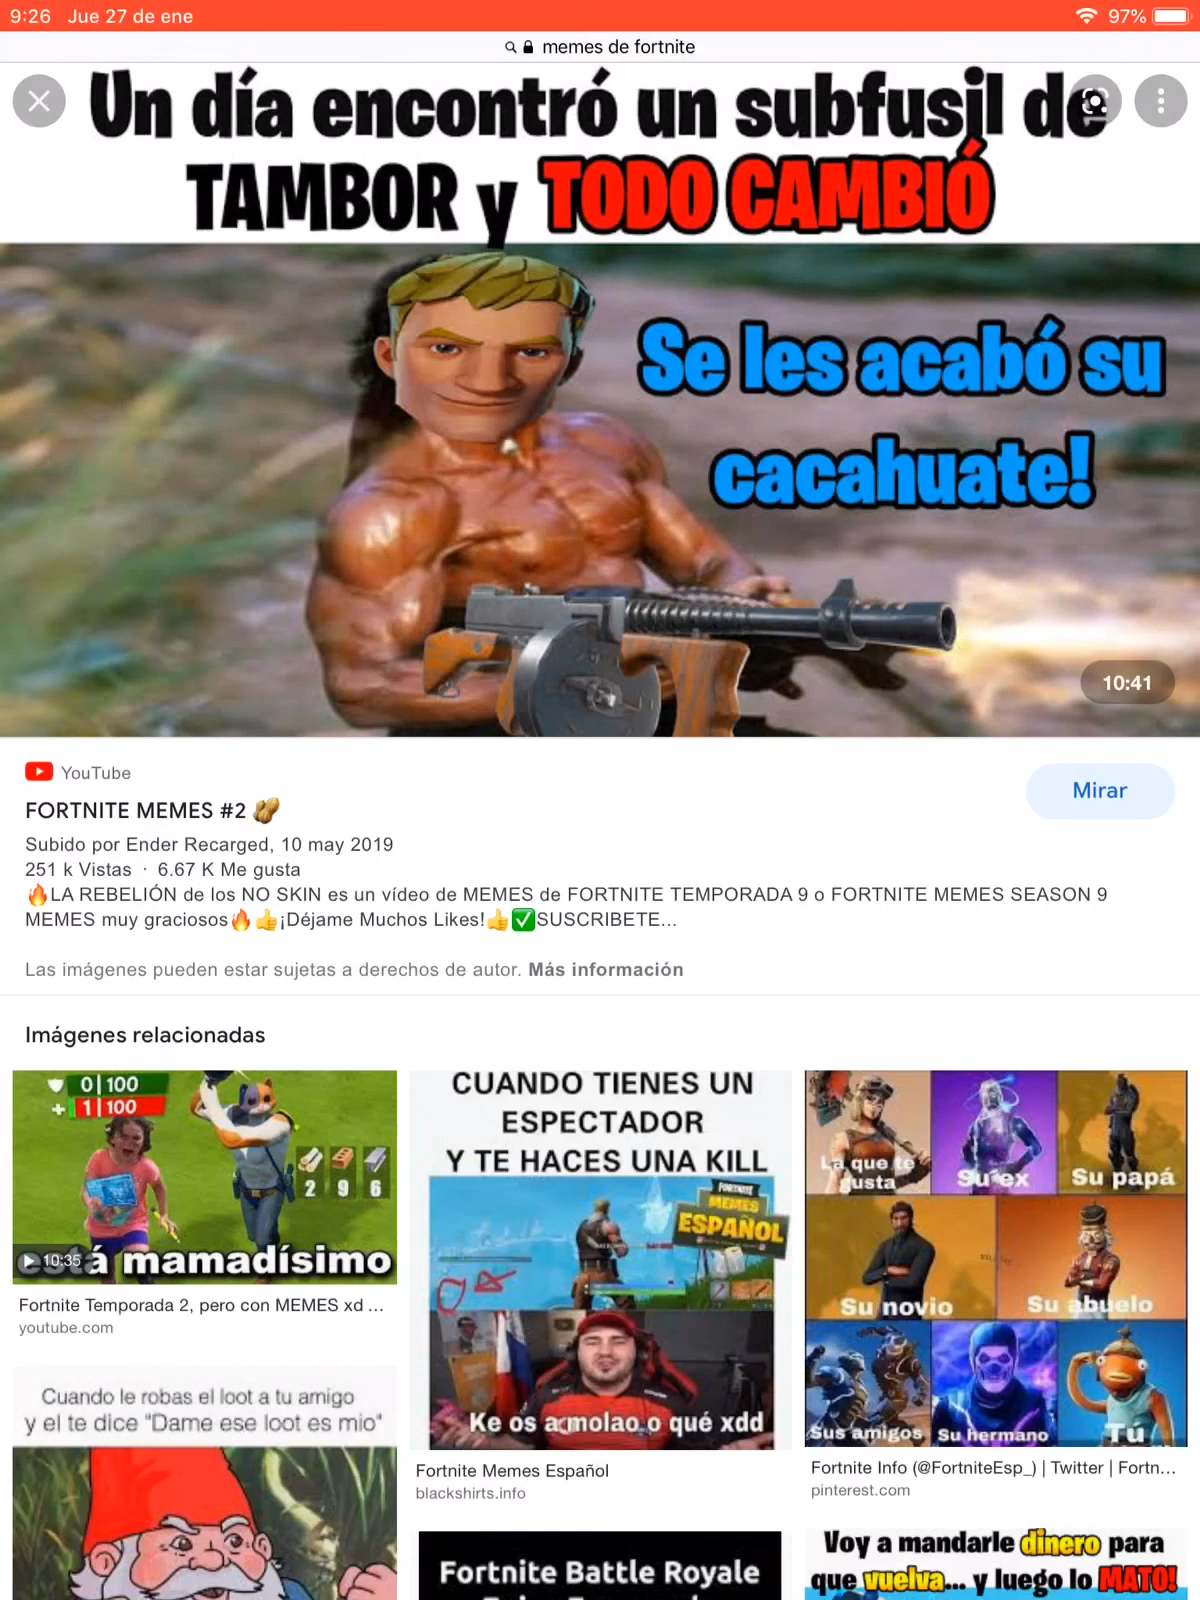 9:26 Jue 27 de ene 97%
memes de fortnite
Un día encontró un subfusil de
TAMBOR y TODO CAMBIÓ
Se les acabó su
cacahuate!
10:41
YouTube
FORTNITE MEMES #2 🥜
Mirar
Subido por Ender Recarged, 10 may 2019
251 k Vistas · 6.67 K Me gusta
🔥LA REBELIÓN de los NO SKIN es un vídeo de MEMES de FORTNITE TEMPORADA 9 o FORTNITE MEMES SEASON 9
MEMES muy graciosos🔥👍¡Déjame Muchos Likes!👍✅SUSCRIBETE...
Las imágenes pueden estar sujetas a derechos de autor. Más información
Imágenes relacionadas
0|100
1|100
2 9 6
10:35
está mamadísimo
Fortnite Temporada 2, pero con MEMES xd ...
youtube.com
CUANDO TIENES UN
ESPECTADOR
Y TE HACES UNA KILL
FORTNITE
MEMES
ESPAÑOL
Ke os a molao o qué xdd
Fortnite Memes Español
blackshirts.info
La que te
gusta
Su ex
Su papá
Su novio
Su abuelo
Sus amigos
Su hermano
Tu
Fortnite Info (@FortniteEsp_) | Twitter | Fortn...
pinterest.com
Cuando le robas el loot a tu amigo
y el te dice "Dame ese loot es mio"
Fortnite Battle Royale
Voy a mandarle dinero para
que vuelva... y luego lo MATO!